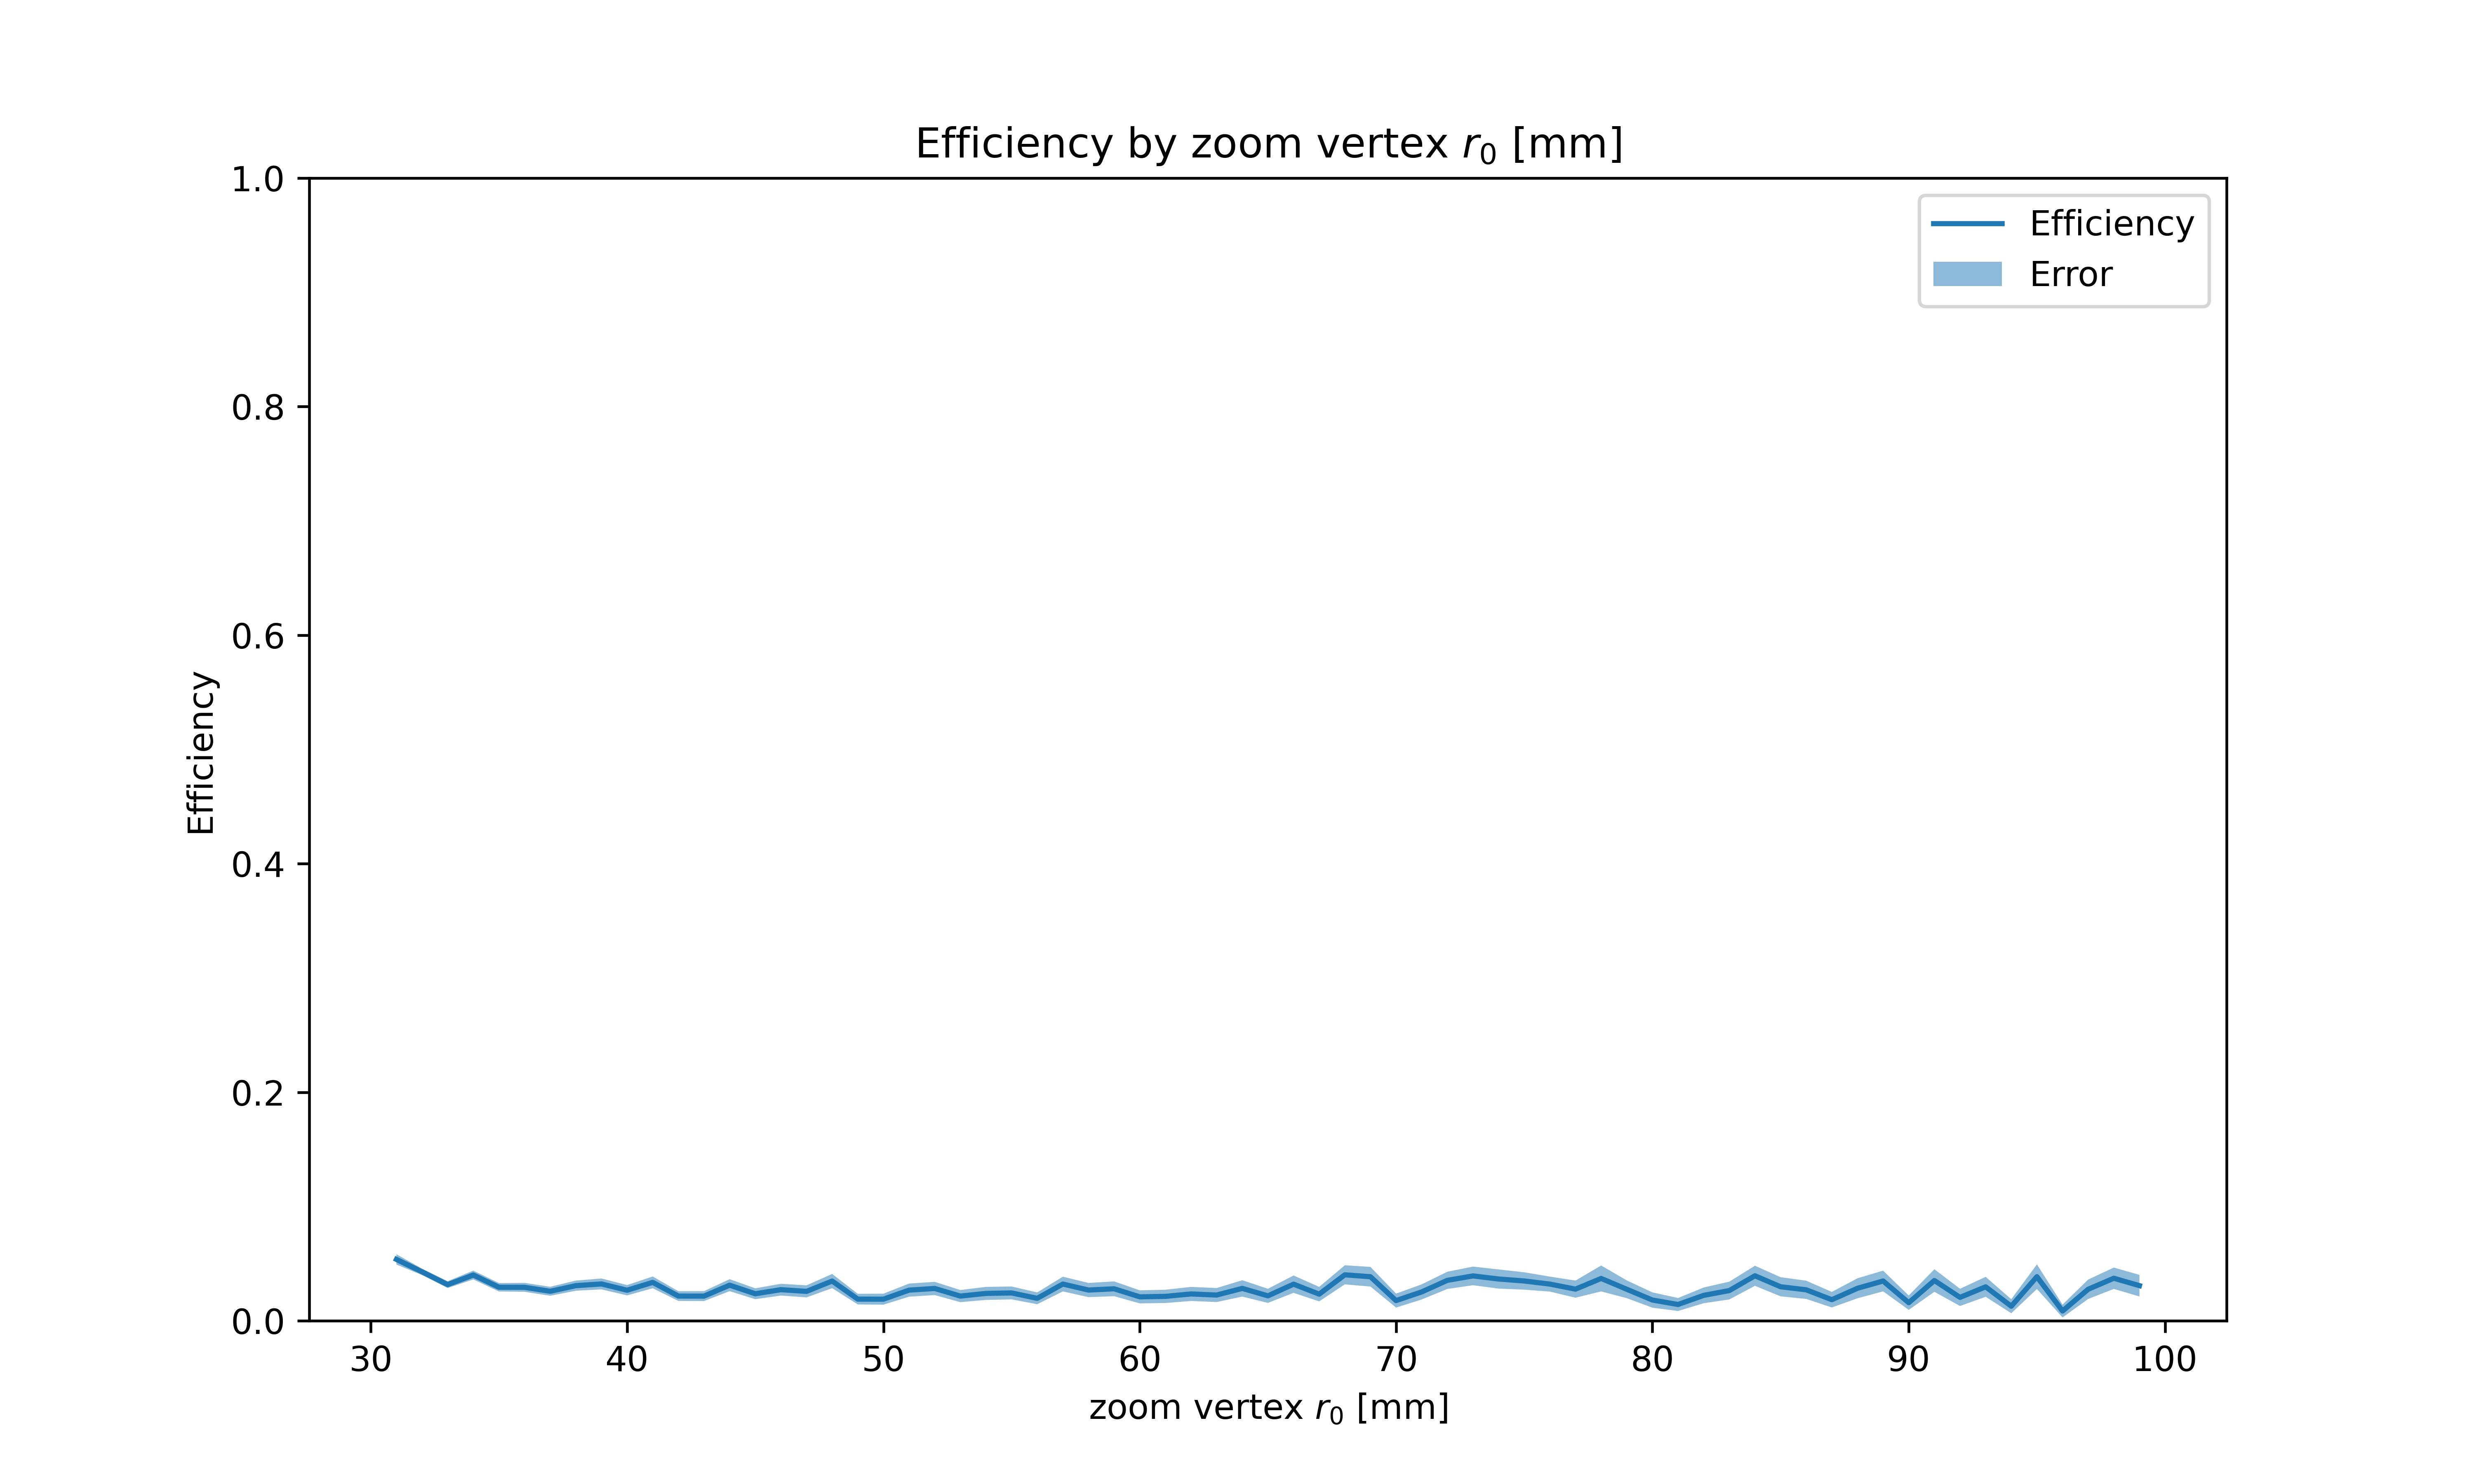 Efficiency by zoom vertex r₀ [mm]
1.0
Efficiency
Error
0.8
0.6
Efficiency
0.4
0.2
0.0
30 40 50 60 70 80 90 100
zoom vertex r₀ [mm]